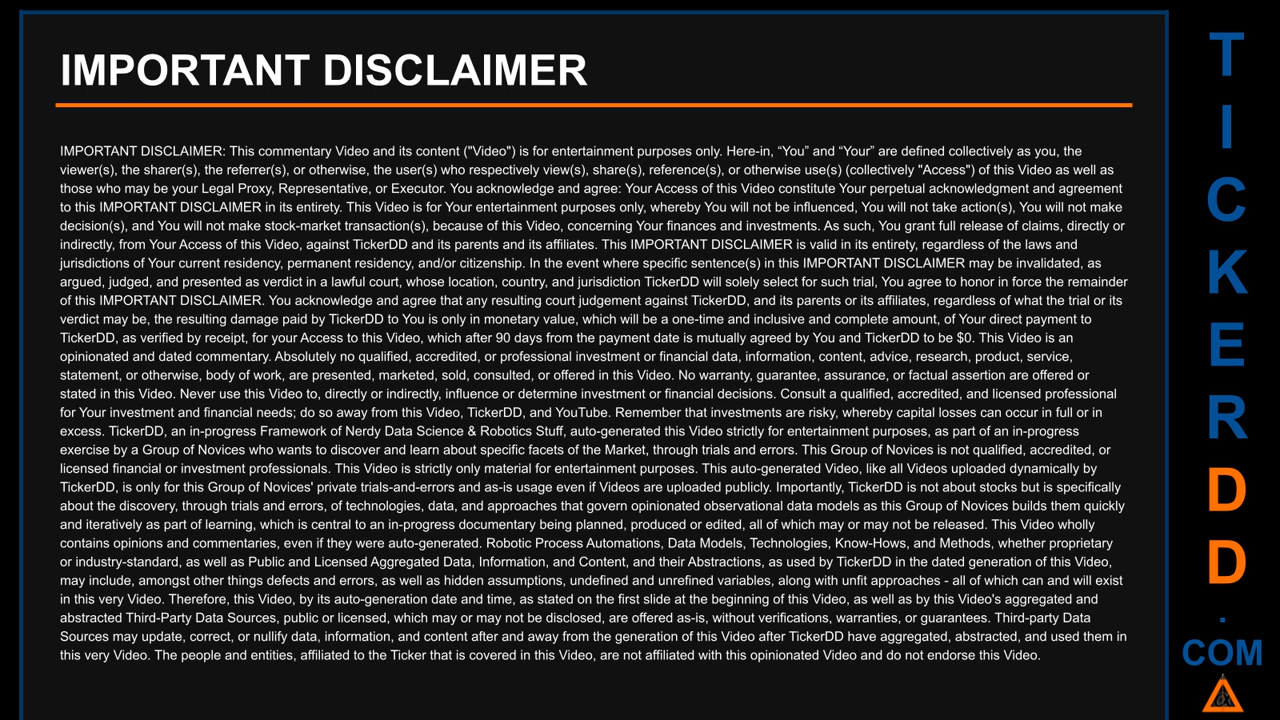 IMPORTANT DISCLAIMER
IMPORTANT DISCLAIMER: This commentary Video and its content ("Video") is for entertainment purposes only. Here-in, “You” and “Your” are defined collectively as you, the
viewer(s), the sharer(s), the referrer(s), or otherwise, the user(s) who respectively view(s), share(s), reference(s), or otherwise use(s) (collectively "Access") of this Video as well as
those who may be your Legal Proxy, Representative, or Executor. You acknowledge and agree: Your Access of this Video constitute Your perpetual acknowledgment and agreement
to this IMPORTANT DISCLAIMER in its entirety. This Video is for Your entertainment purposes only, whereby You will not be influenced, You will not take action(s), You will not make
decision(s), and You will not make stock-market transaction(s), because of this Video, concerning Your finances and investments. As such, You grant full release of claims, directly or
indirectly, from Your Access of this Video, against TickerDD and its parents and its affiliates. This IMPORTANT DISCLAIMER is valid in its entirety, regardless of the laws and
jurisdictions of Your current residency, permanent residency, and/or citizenship. In the event where specific sentence(s) in this IMPORTANT DISCLAIMER may be invalidated, as
argued, judged, and presented as verdict in a lawful court, whose location, country, and jurisdiction TickerDD will solely select for such trial, You agree to honor in force the remainder
of this IMPORTANT DISCLAIMER. You acknowledge and agree that any resulting court judgement against TickerDD, and its parents or its affiliates, regardless of what the trial or its
verdict may be, the resulting damage paid by TickerDD to You is only in monetary value, which will be a one-time and inclusive and complete amount, of Your direct payment to
TickerDD, as verified by receipt, for your Access to this Video, which after 90 days from the payment date is mutually agreed by You and TickerDD to be $0. This Video is an
opinionated and dated commentary. Absolutely no qualified, accredited, or professional investment or financial data, information, content, advice, research, product, service,
statement, or otherwise, body of work, are presented, marketed, sold, consulted, or offered in this Video. No warranty, guarantee, assurance, or factual assertion are offered or
stated in this Video. Never use this Video to, directly or indirectly, influence or determine investment or financial decisions. Consult a qualified, accredited, and licensed professional
for Your investment and financial needs; do so away from this Video, TickerDD, and YouTube. Remember that investments are risky, whereby capital losses can occur in full or in
excess. TickerDD, an in-progress Framework of Nerdy Data Science & Robotics Stuff, auto-generated this Video strictly for entertainment purposes, as part of an in-progress
exercise by a Group of Novices who wants to discover and learn about specific facets of the Market, through trials and errors. This Group of Novices is not qualified, accredited, or
licensed financial or investment professionals. This Video is strictly only material for entertainment purposes. This auto-generated Video, like all Videos uploaded dynamically by
TickerDD, is only for this Group of Novices' private trials-and-errors and as-is usage even if Videos are uploaded publicly. Importantly, TickerDD is not about stocks but is specifically
about the discovery, through trials and errors, of technologies, data, and approaches that govern opinionated observational data models as this Group of Novices builds them quickly
and iteratively as part of learning, which is central to an in-progress documentary being planned, produced or edited, all of which may or may not be released. This Video wholly
contains opinions and commentaries, even if they were auto-generated. Robotic Process Automations, Data Models, Technologies, Know-Hows, and Methods, whether proprietary
or industry-standard, as well as Public and Licensed Aggregated Data, Information, and Content, and their Abstractions, as used by TickerDD in the dated generation of this Video,
may include, amongst other things defects and errors, as well as hidden assumptions, undefined and unrefined variables, along with unfit approaches - all of which can and will exist
in this very Video. Therefore, this Video, by its auto-generation date and time, as stated on the first slide at the beginning of this Video, as well as by this Video's aggregated and
abstracted Third-Party Data Sources, public or licensed, which may or may not be disclosed, are offered as-is, without verifications, warranties, or guarantees. Third-party Data
Sources may update, correct, or nullify data, information, and content after and away from the generation of this Video after TickerDD have aggregated, abstracted, and used them in
this very Video. The people and entities, affiliated to the Ticker that is covered in this Video, are not affiliated with this opinionated Video and do not endorse this Video.
T
I
C
K
E
R
D
D
.
COM